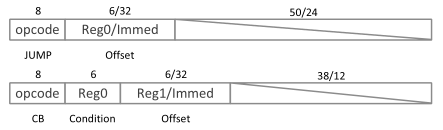 8 6/32 50/24
opcode Reg0/Immed
JUMP Offset
8 6 6/32 38/12
opcode Reg0 Reg1/Immed
CB Condition Offset